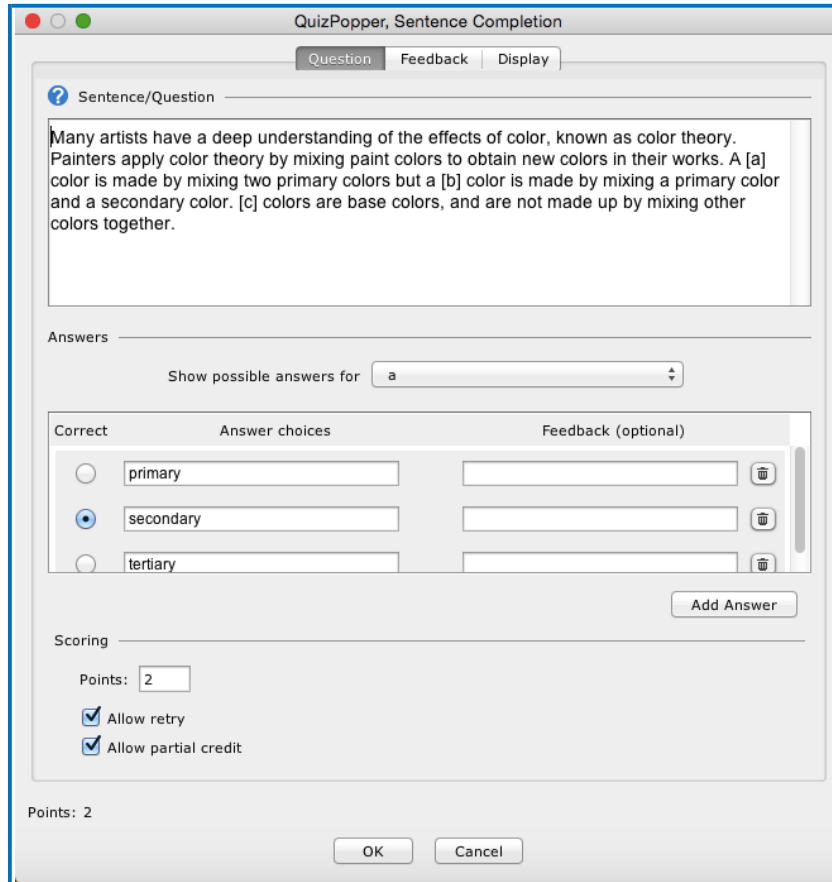 QuizPopper, Sentence Completion
Question Feedback Display
? Sentence/Question
Many artists have a deep understanding of the effects of color, known as color theory.
Painters apply color theory by mixing paint colors to obtain new colors in their works. A [a]
color is made by mixing two primary colors but a [b] color is made by mixing a primary color
and a secondary color. [c] colors are base colors, and are not made up by mixing other
colors together.
Answers
Show possible answers for a
Correct Answer choices Feedback (optional)
primary
secondary
tertiary
Add Answer
Scoring
Points: 2
Allow retry
Allow partial credit
Points: 2
OK Cancel